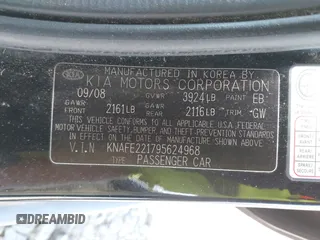 MANUFACTURED IN KOREA BY
KIA MOTORS CORPORATION
09/08 GVWR 3924LB PAINT EB
GAWR FRONT 2161LB GAWR REAR 2116LB TRIM GW
THIS VEHICLE CONFORMS TO ALL APPLICABLE U.S.A. FEDERAL
MOTOR VEHICLE SAFETY, BUMPER, AND THEFT PREVENTION
STANDARDS IN EFFECT ON THE DATE OF MANUFACTURE
SHOWN ABOVE.
V.I.N KNAFE221795624968
TYPE PASSENGER CAR
© AUTOBIDMASTER